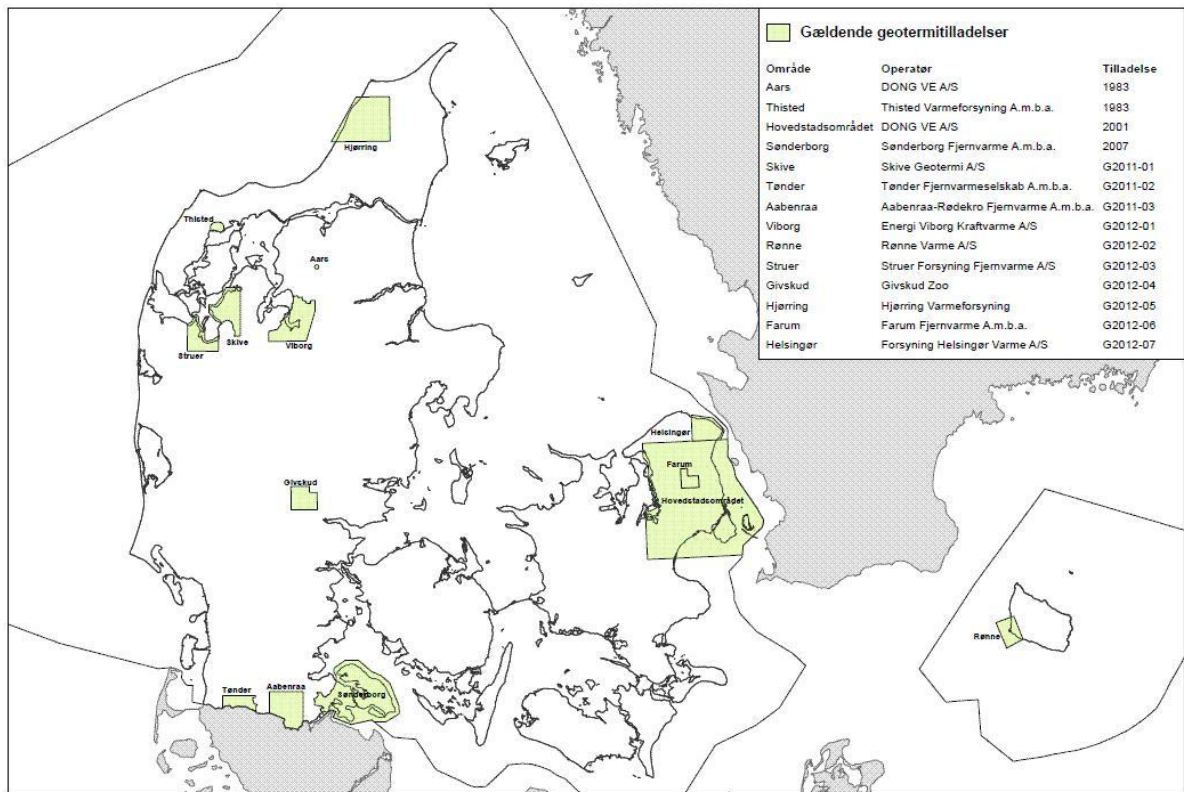 Gældende geotermitilladelser
Område Operatør Tilladelse
Aars DONG VE A/S 1983
Thisted Thisted Varmeforsyning A.m.b.a. 1983
Hovedstadsområdet DONG VE A/S 2001
Sønderborg Sønderborg Fjernvarme A.m.b.a. 2007
Skive Skive Geotermi A/S G2011-01
Tønder Tønder Fjernvarmeselskab A.m.b.a. G2011-02
Aabenraa Aabenraa-Rødekro Fjernvarme A.m.b.a. G2011-03
Viborg Energi Viborg Kraftvarme A/S G2012-01
Rønne Rønne Varme A/S G2012-02
Struer Struer Forsyning Fjernvarme A/S G2012-03
Givskud Givskud Zoo G2012-04
Hjørring Hjørring Varmeforsyning G2012-05
Farum Farum Fjernvarme A.m.b.a. G2012-06
Helsingør Forsyning Helsingør Varme A/S G2012-07
Hjørring
Thisted
Aars
Skive
Viborg
Struer
Helsingør
Farum
Hovedstadsområdet
Givskud
Rønne
Tønder
Aabenraa
Sønderborg